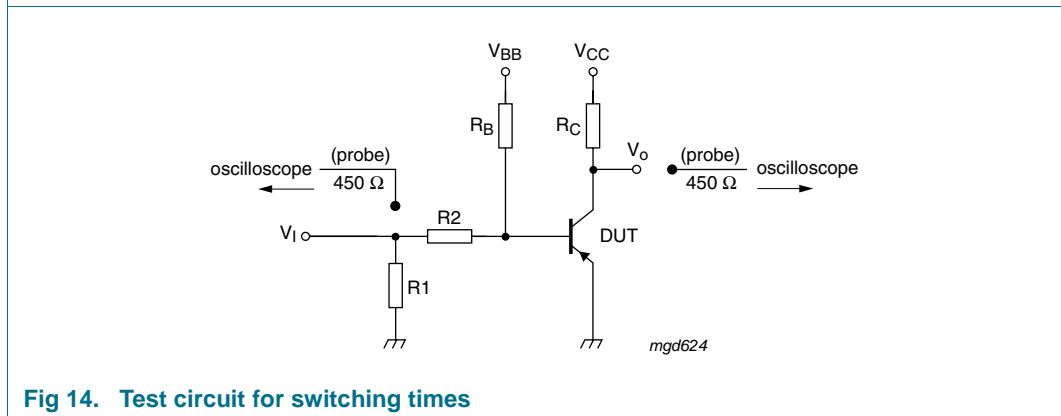 VBB
VCC
RB
RC
Vo
(probe)
450 Ω
oscilloscope
(probe)
450 Ω
oscilloscope
R2
VI
DUT
R1
mgd624
Fig 14. Test circuit for switching times